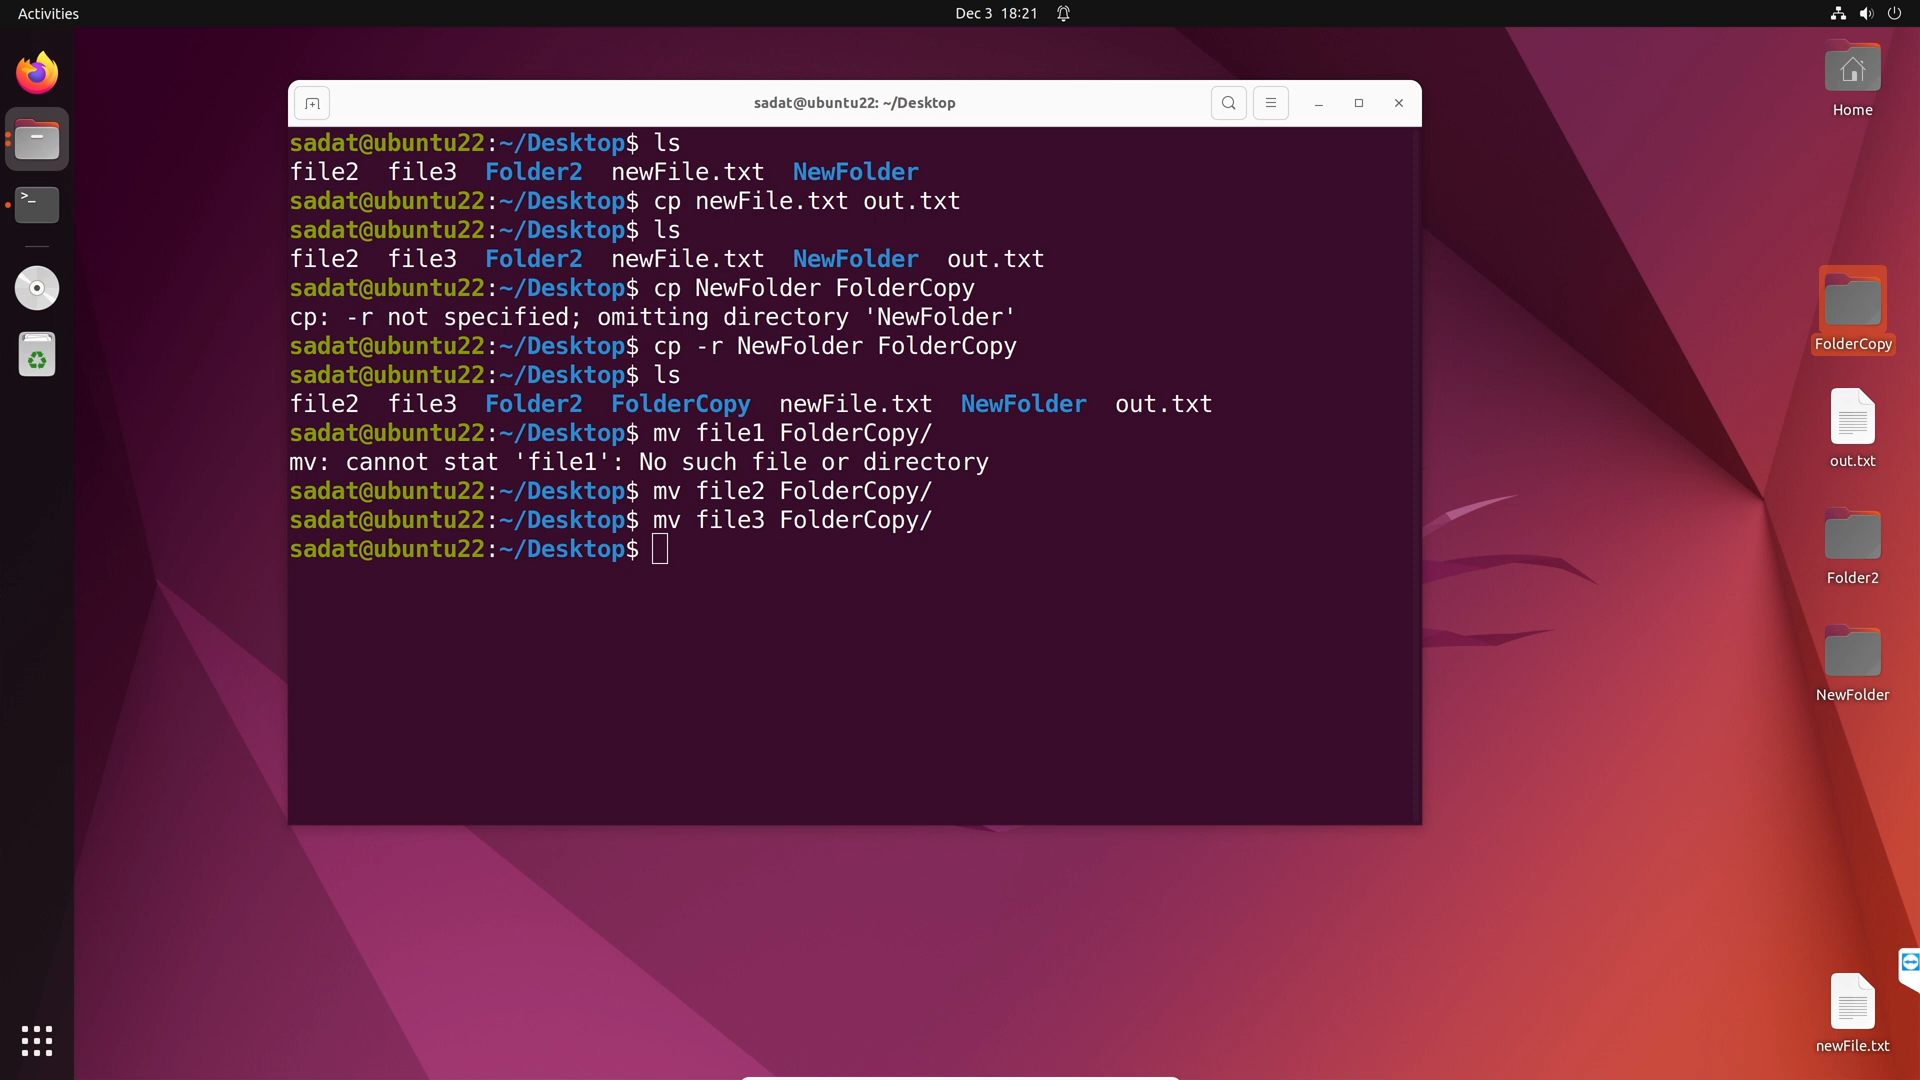 Activities
Dec 3 18:21
sadat@ubuntu22: ~/Desktop
sadat@ubuntu22:~/Desktop$ ls
file2 file3 Folder2 newFile.txt NewFolder
sadat@ubuntu22:~/Desktop$ cp newFile.txt out.txt
sadat@ubuntu22:~/Desktop$ ls
file2 file3 Folder2 newFile.txt NewFolder out.txt
sadat@ubuntu22:~/Desktop$ cp NewFolder FolderCopy
cp: -r not specified; omitting directory 'NewFolder'
sadat@ubuntu22:~/Desktop$ cp -r NewFolder FolderCopy
sadat@ubuntu22:~/Desktop$ ls
file2 file3 Folder2 FolderCopy newFile.txt NewFolder out.txt
sadat@ubuntu22:~/Desktop$ mv file1 FolderCopy/
mv: cannot stat 'file1': No such file or directory
sadat@ubuntu22:~/Desktop$ mv file2 FolderCopy/
sadat@ubuntu22:~/Desktop$ mv file3 FolderCopy/
sadat@ubuntu22:~/Desktop$
Home
FolderCopy
out.txt
Folder2
NewFolder
newFile.txt